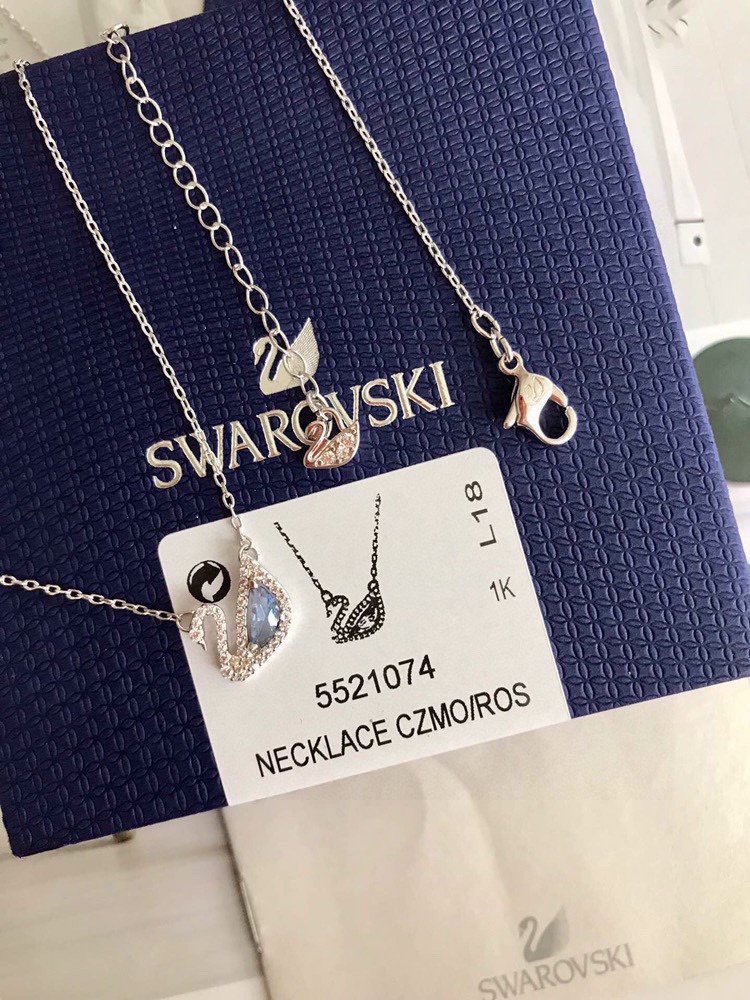 SWAROVSKI
L18
1K
5521074
NECKLACE CZMO/ROS
SWAROVSKI